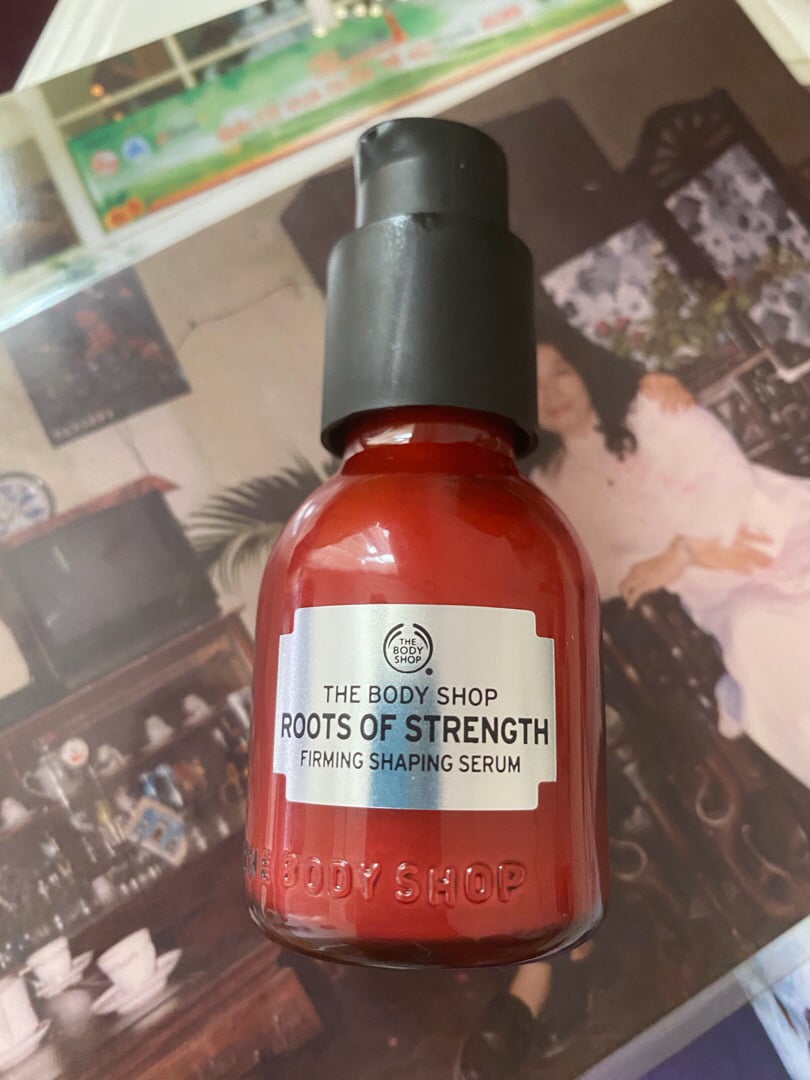 THE
BODY
SHOP
THE BODY SHOP
ROOTS OF STRENGTH
FIRMING SHAPING SERUM
THE BODY SHOP